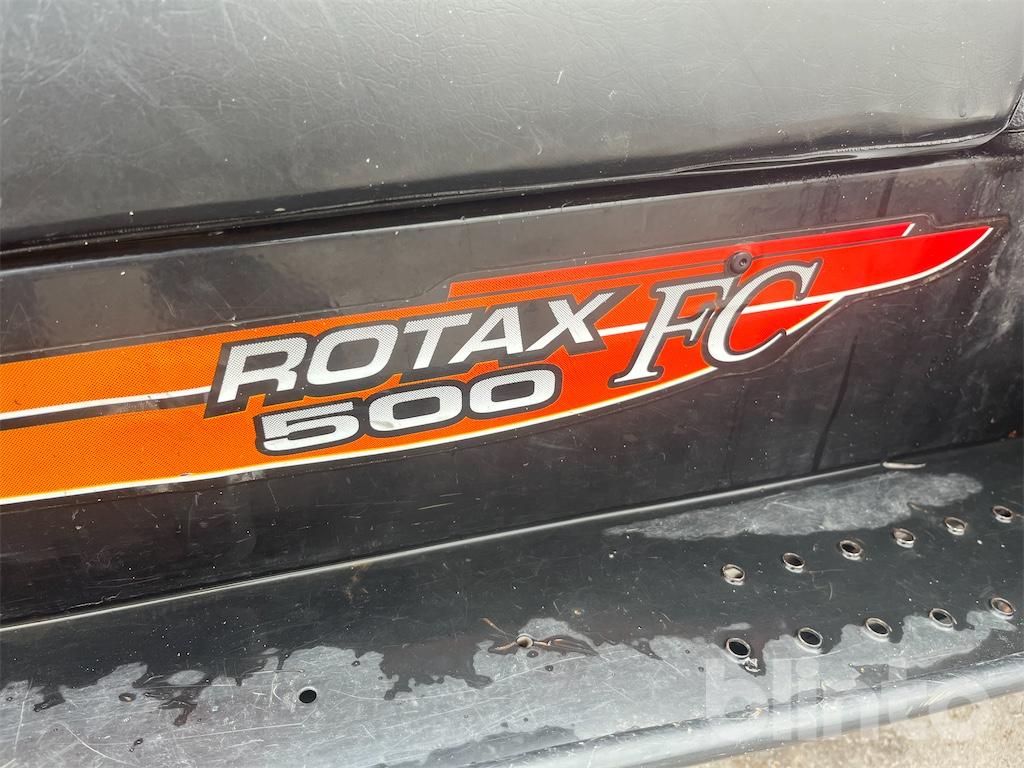 ROTAX FC
500
blinto